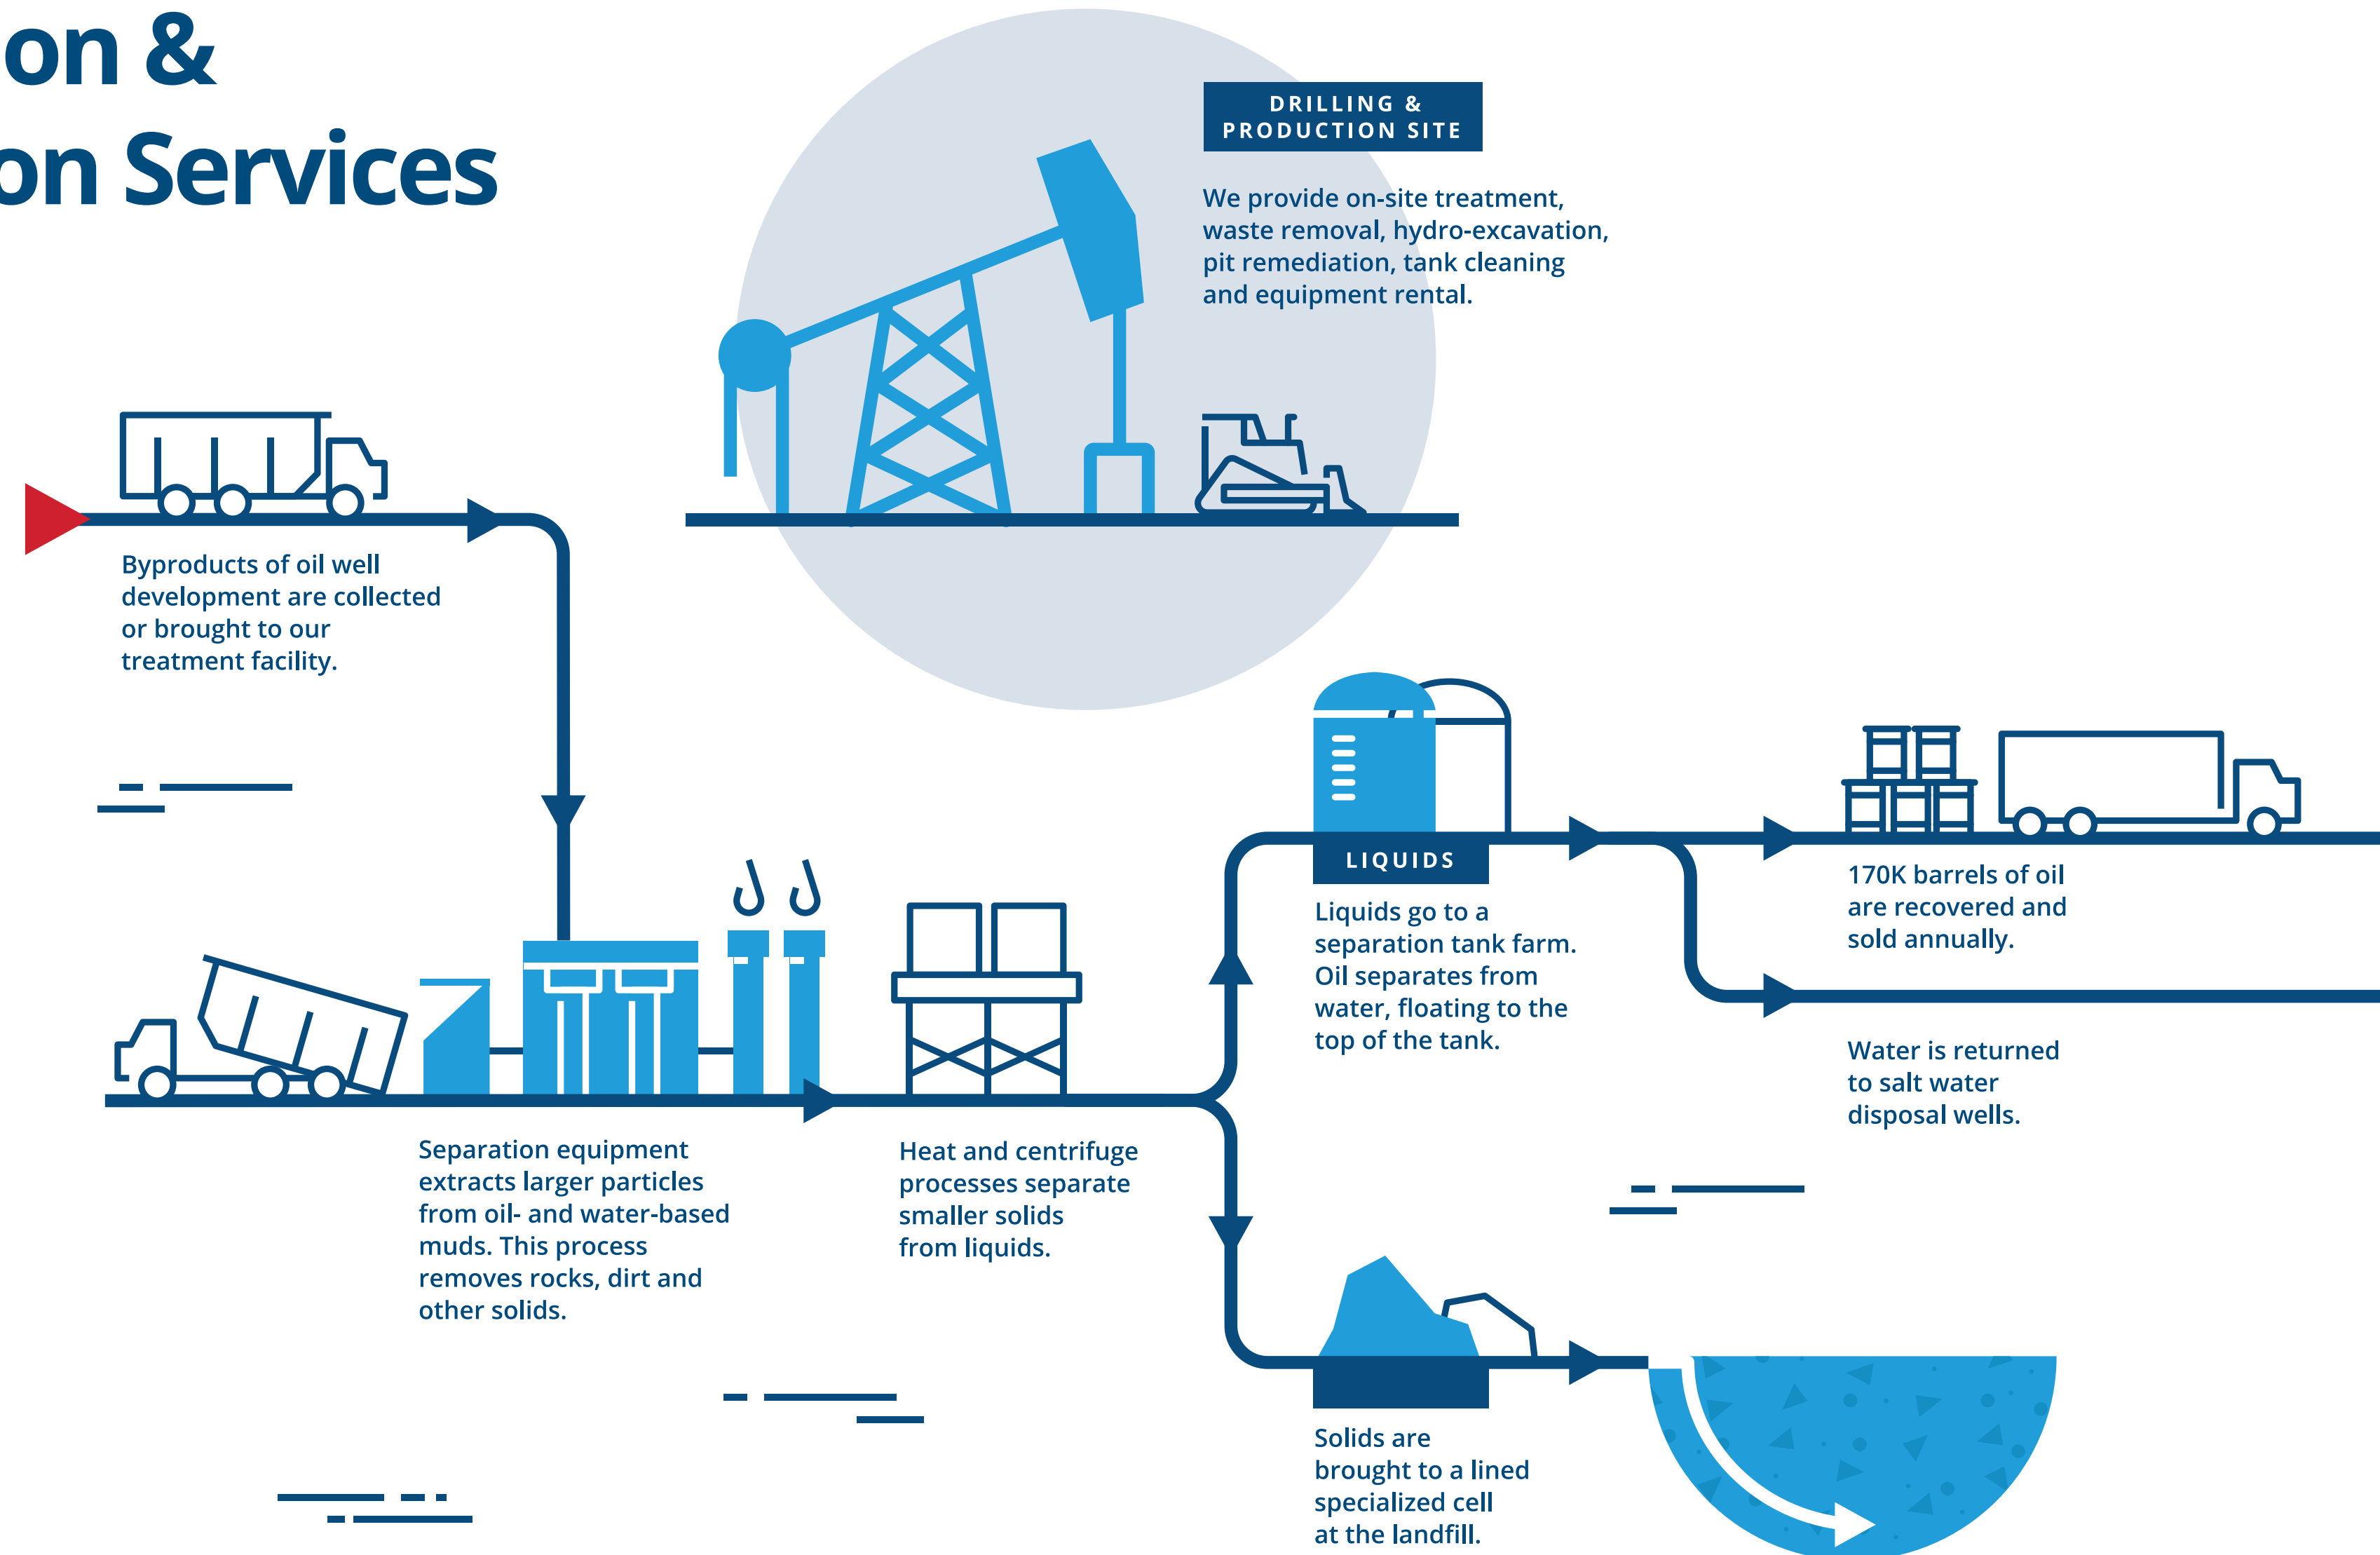 on &
on Services
DRILLING &
PRODUCTION SITE
We provide on-site treatment,
waste removal, hydro-excavation,
pit remediation, tank cleaning
and equipment rental.
Byproducts of oil well
development are collected
or brought to our
treatment facility.
Separation equipment
extracts larger particles
from oil- and water-based
muds. This process
removes rocks, dirt and
other solids.
Heat and centrifuge
processes separate
smaller solids
from liquids.
LIQUIDS
Liquids go to a
separation tank farm.
Oil separates from
water, floating to the
top of the tank.
170K barrels of oil
are recovered and
sold annually.
Water is returned
to salt water
disposal wells.
Solids are
brought to a lined
specialized cell
at the landfill.